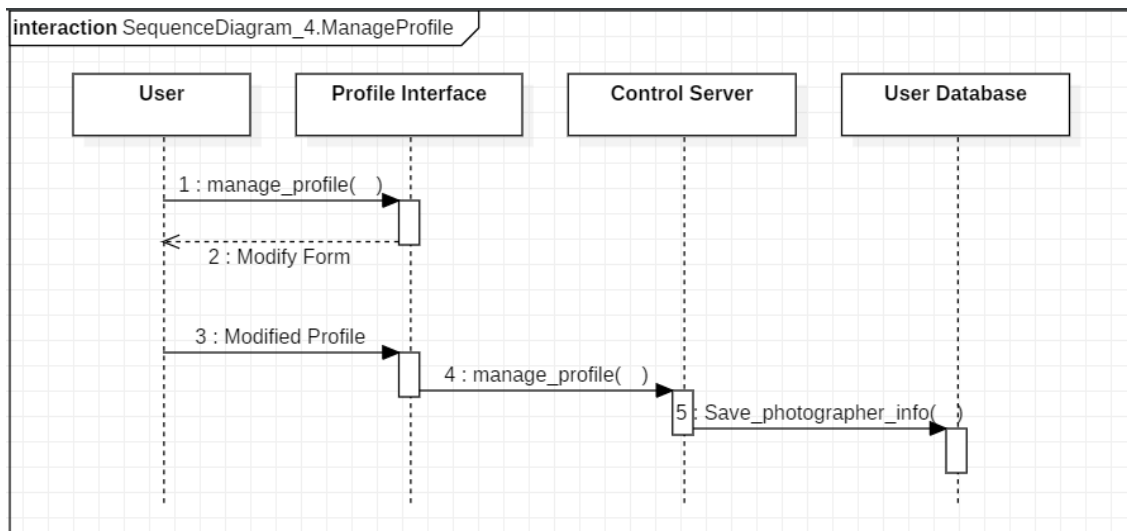 interaction SequenceDiagram_4.ManageProfile
User
Profile Interface
Control Server
User Database
1 : manage_profile( )
2 : Modify Form
3 : Modified Profile
4 : manage_profile( )
5 : Save_photographer_info( )